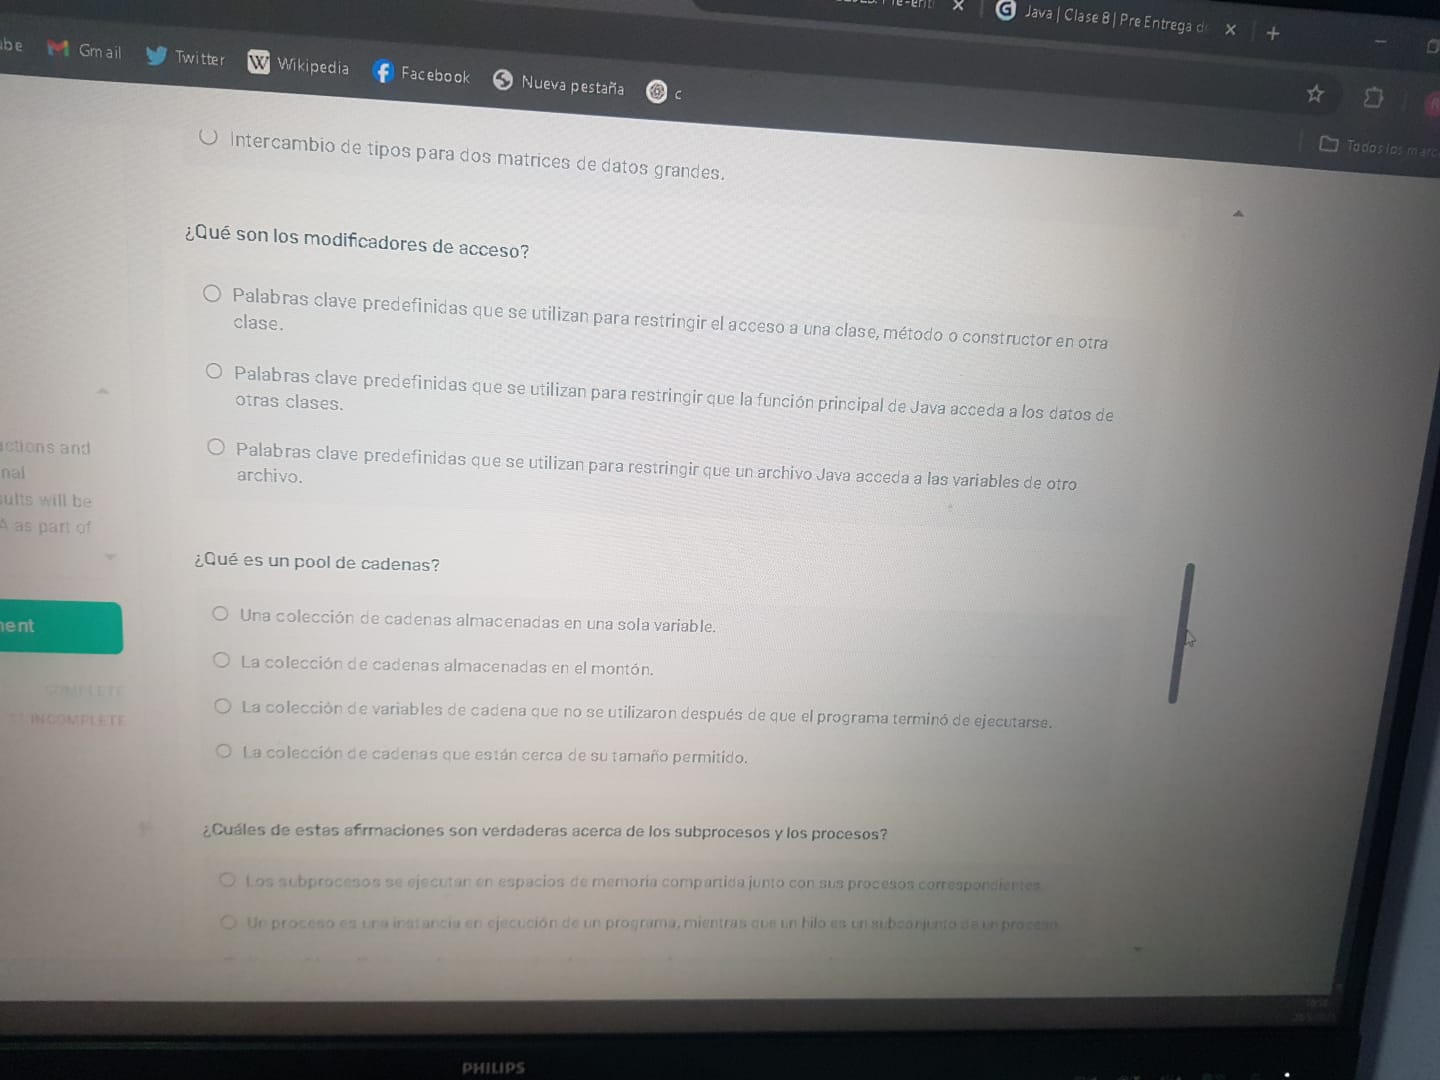 Java | Clase 8 | Pre Entrega d
Gmail
Twitter
Wikipedia
Facebook
Nueva pestaña
c
Todos los marc
Intercambio de tipos para dos matrices de datos grandes.
¿Qué son los modificadores de acceso?
Palabras clave predefinidas que se utilizan para restringir el acceso a una clase, método o constructor en otra
clase.
Palabras clave predefinidas que se utilizan para restringir que la función principal de Java acceda a los datos de
otras clases.
Palabras clave predefinidas que se utilizan para restringir que un archivo Java acceda a las variables de otro
archivo.
ctions and
nal
sults will be
A as part of
¿Qué es un pool de cadenas?
Una colección de cadenas almacenadas en una sola variable.
La colección de cadenas almacenadas en el montón.
La colección de variables de cadena que no se utilizaron después de que el programa terminó de ejecutarse.
La colección de cadenas que están cerca de su tamaño permitido.
ent
COMPLETE
INCOMPLETE
¿Cuáles de estas afirmaciones son verdaderas acerca de los subprocesos y los procesos?
Los subprocesos se ejecutan en espacios de memoria compartida junto con sus procesos correspondientes.
Un proceso es una instancia en ejecución de un programa, mientras que un hilo es un subconjunto de un proceso.
PHILIPS